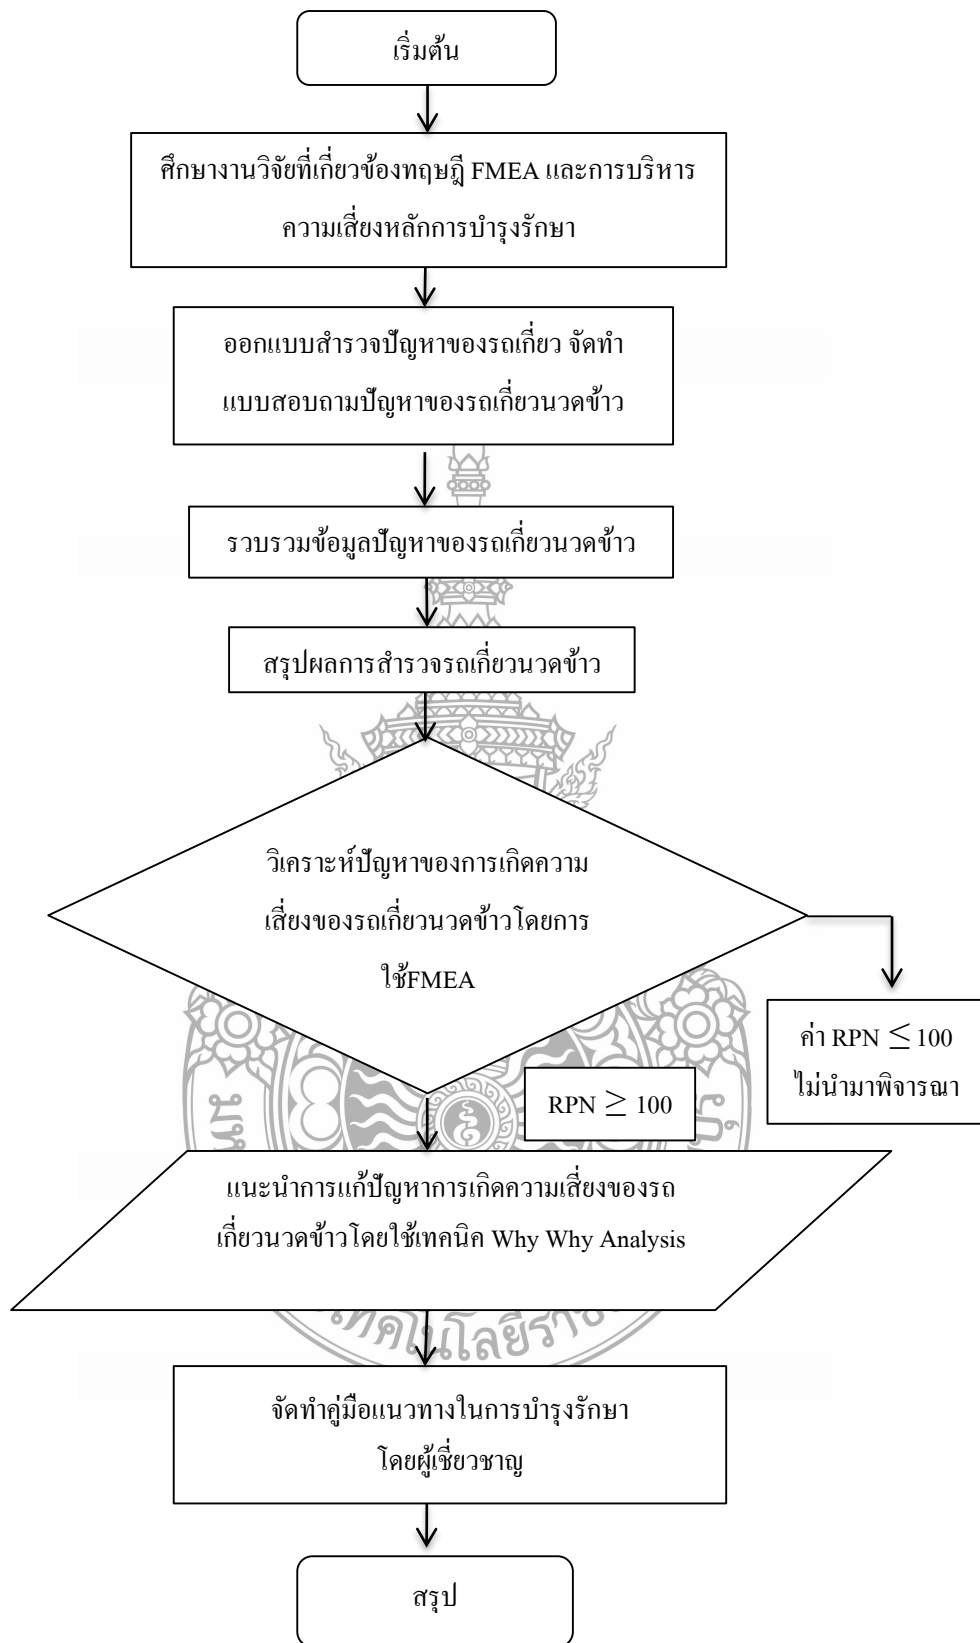 เริ่มต้น
ศึกษางานวิจัยที่เกี่ยวข้องทฤษฎี FMEA และการบริหาร
ความเสี่ยงหลักการบำรุงรักษา
ออกแบบสำรวจปัญหาของรถเกี่ยว จัดทำ
แบบสอบถามปัญหาของรถเกี่ยวนวดข้าว
รวบรวมข้อมูลปัญหาของรถเกี่ยวนวดข้าว
สรุปผลการสำรวจรถเกี่ยวนวดข้าว
วิเคราะห์ปัญหาของการเกิดความ
เสี่ยงของรถเกี่ยวนวดข้าวโดยการ
ใช้FMEA
ค่า RPN ≤ 100
ไม่นำมาพิจารณา
RPN ≥ 100
แนะนำการแก้ปัญหาการเกิดความเสี่ยงของรถ
เกี่ยวนวดข้าวโดยใช้เทคนิค Why Why Analysis
จัดทำคู่มือแนวทางในการบำรุงรักษา
โดยผู้เชี่ยวชาญ
สรุป